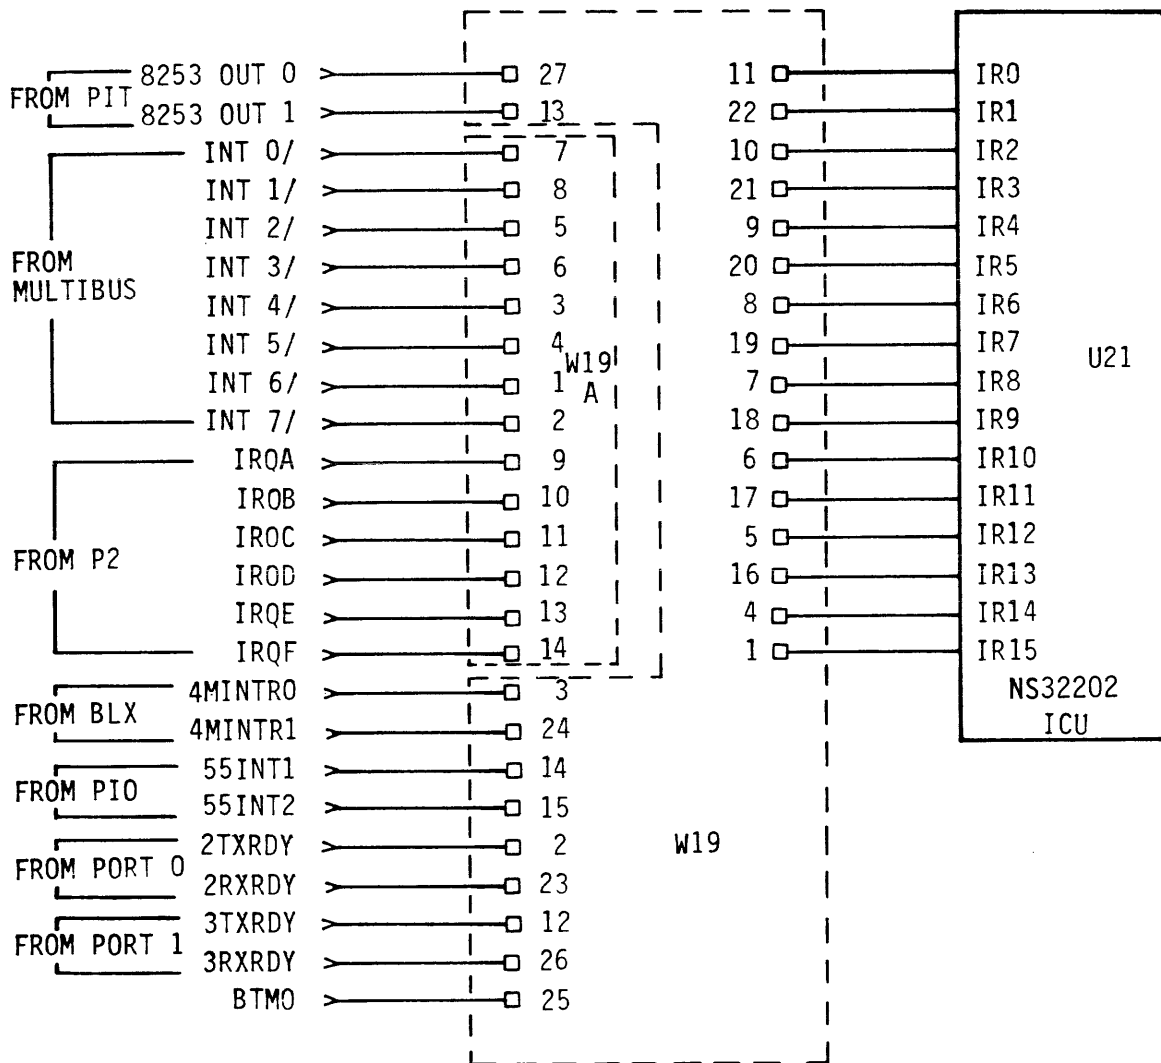 8253 OUT 0 27 11 IR0
FROM PIT
8253 OUT 1 13 22 IR1
INT 0/ 7 10 IR2
INT 1/ 8 21 IR3
INT 2/ 5 9 IR4
FROM
MULTIBUS
INT 3/ 6 20 IR5
INT 4/ 3 8 IR6
INT 5/ 4 19 IR7
W19
A
U21
INT 6/ 1 7 IR8
INT 7/ 2 18 IR9
IRQA 9 6 IR10
IROB 10 17 IR11
IROC 11 5 IR12
FROM P2
IROD 12 16 IR13
IRQE 13 4 IR14
IRQF 14 1 IR15
NS32202
ICU
4MINTR0 3
FROM BLX
4MINTR1 24
55INT1 14
FROM PIO
55INT2 15
2TXRDY 2
W19
FROM PORT 0
2RXRDY 23
3TXRDY 12
FROM PORT 1
3RXRDY 26
BTMO 25